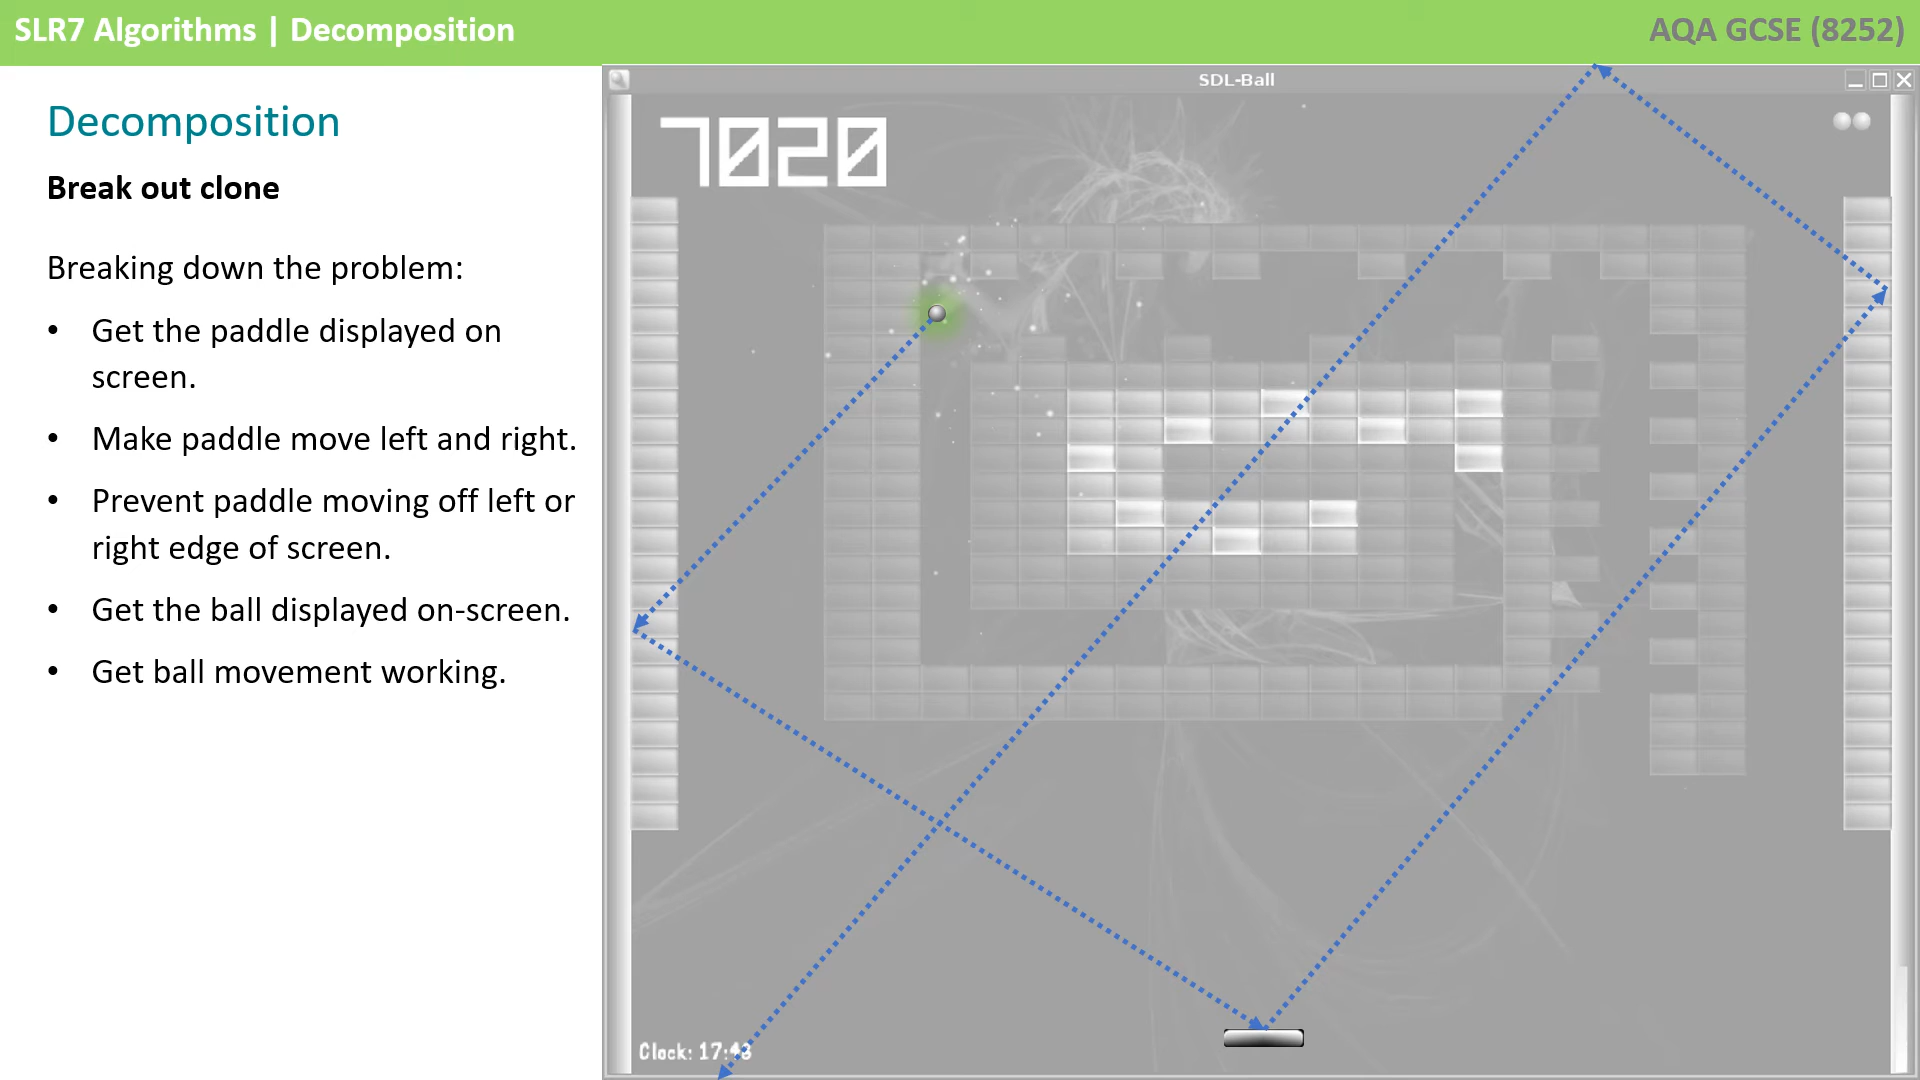 SLR7 Algorithms | Decomposition
AQA GCSE (8252)
Decomposition
Break out clone
Breaking down the problem:
• Get the paddle displayed on
screen.
• Make paddle move left and right.
• Prevent paddle moving off left or
right edge of screen.
• Get the ball displayed on-screen.
• Get ball movement working.
SDL-Ball
7020
Clock: 17:43